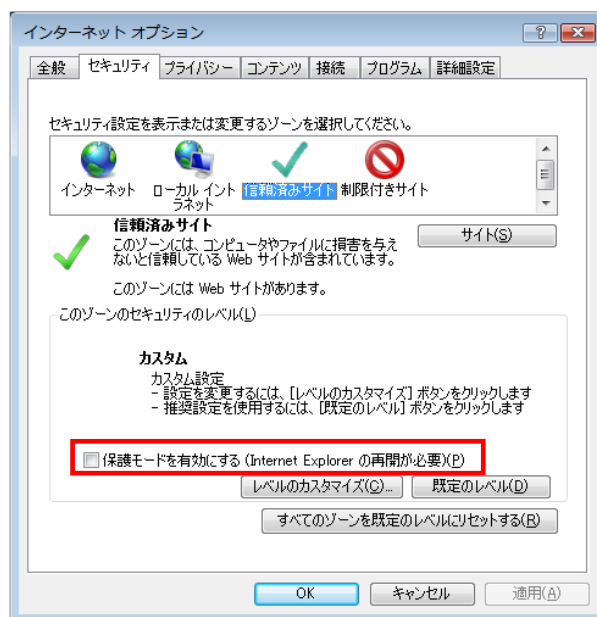 インターネット オプション
全般 セキュリティ プライバシー コンテンツ 接続 プログラム 詳細設定
セキュリティ設定を表示または変更するゾーンを選択してください。
インターネット ローカル イント 信頼済みサイト 制限付きサイト
ラネット
信頼済みサイト
サイト(S)
このゾーンには、コンピュータやファイルに損害を与え
ないと信頼している Web サイトが含まれています。
このゾーンには Web サイトがあります。
このゾーンのセキュリティのレベル(L)
カスタム
カスタム設定
- 設定を変更するには、[レベルのカスタマイズ] ボタンをクリックします
- 推奨設定を使用するには、[既定のレベル] ボタンをクリックします
保護モードを有効にする (Internet Explorer の再開が必要)(P)
レベルのカスタマイズ(C)... 既定のレベル(D)
すべてのゾーンを既定のレベルにリセットする(R)
OK キャンセル 適用(A)